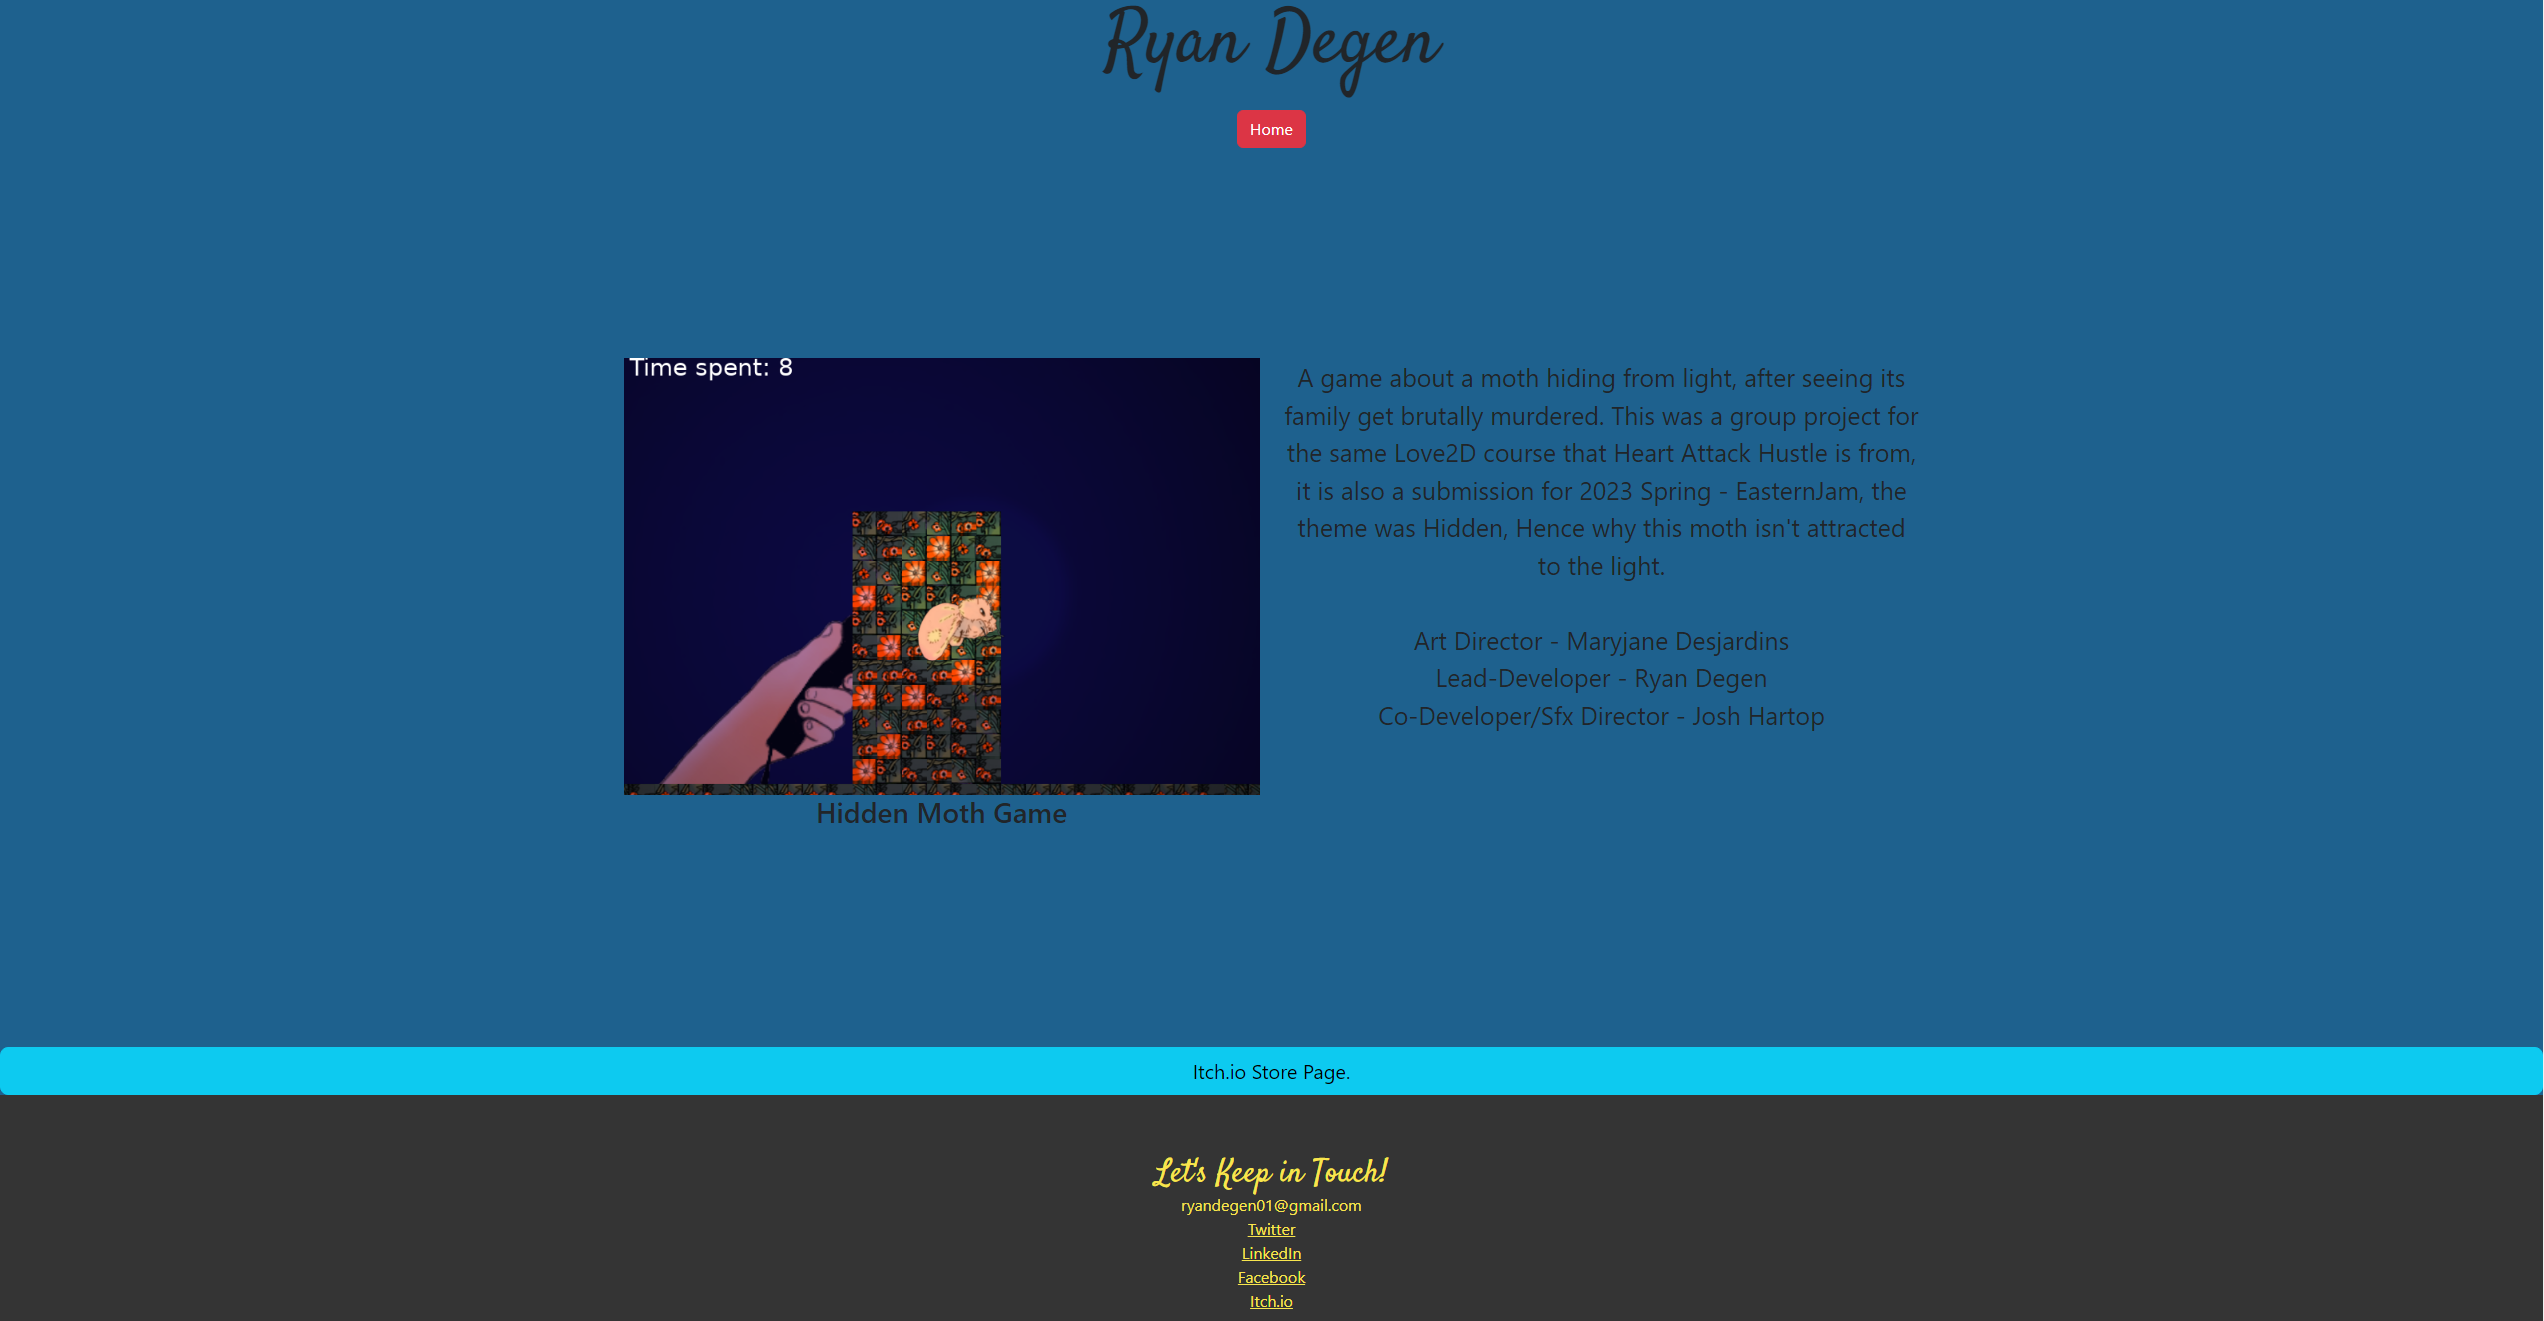 Ryan Degen
Home
Time spent: 8
Hidden Moth Game
A game about a moth hiding from light, after seeing its
family get brutally murdered. This was a group project for
the same Love2D course that Heart Attack Hustle is from,
it is also a submission for 2023 Spring - EasternJam, the
theme was Hidden, Hence why this moth isn't attracted
to the light.
Art Director - Maryjane Desjardins
Lead-Developer - Ryan Degen
Co-Developer/Sfx Director - Josh Hartop
Itch.io Store Page.
Let's Keep in Touch!
ryandegen01@gmail.com
Twitter
LinkedIn
Facebook
Itch.io